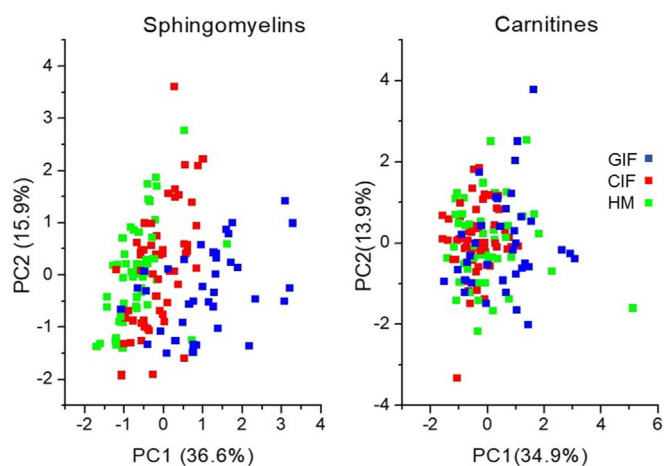 Sphingomyelins
Carnitines
4
3
2
1
0
-1
-2
PC2 (15.9%)
-2
-1
0
1
2
3
4
PC1 (36.6%)
4
2
0
-2
-4
PC2(13.9%)
-2
0
2
4
6
PC1(34.9%)
GIF
CIF
HM